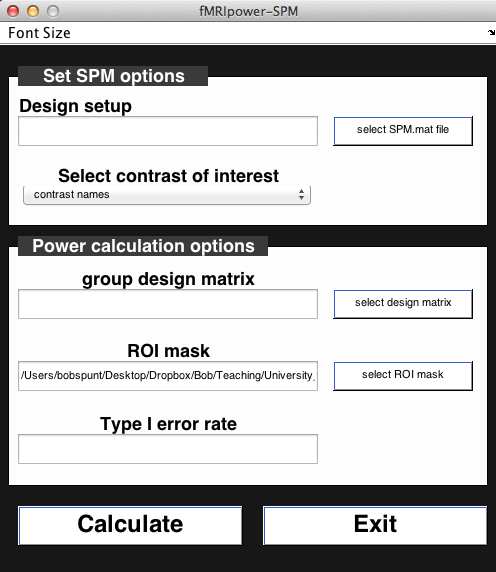 fMRIpower-SPM
Font Size
Set SPM options
Design setup
select SPM.mat file
Select contrast of interest
contrast names
Power calculation options
group design matrix
select design matrix
ROI mask
/Users/bobspunt/Desktop/Dropbox/Bob/Teaching/University_
select ROI mask
Type I error rate
Calculate Exit